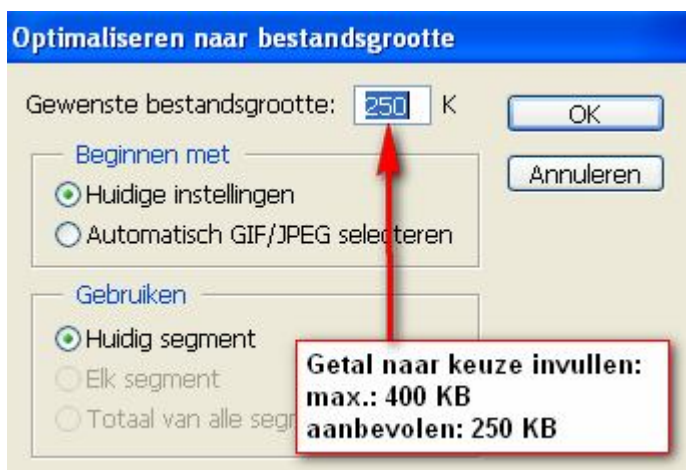 Optimaliseren naar bestandsgrootte
Gewenste bestandsgrootte: 250 K
OK
Annuleren
Beginnen met
Huidige instellingen
Automatisch GIF/JPEG selecteren
Gebruiken
Huidig segment
Elk segment
Totaal van alle
Getal naar keuze invullen:
max.: 400 KB
aanbevolen: 250 KB